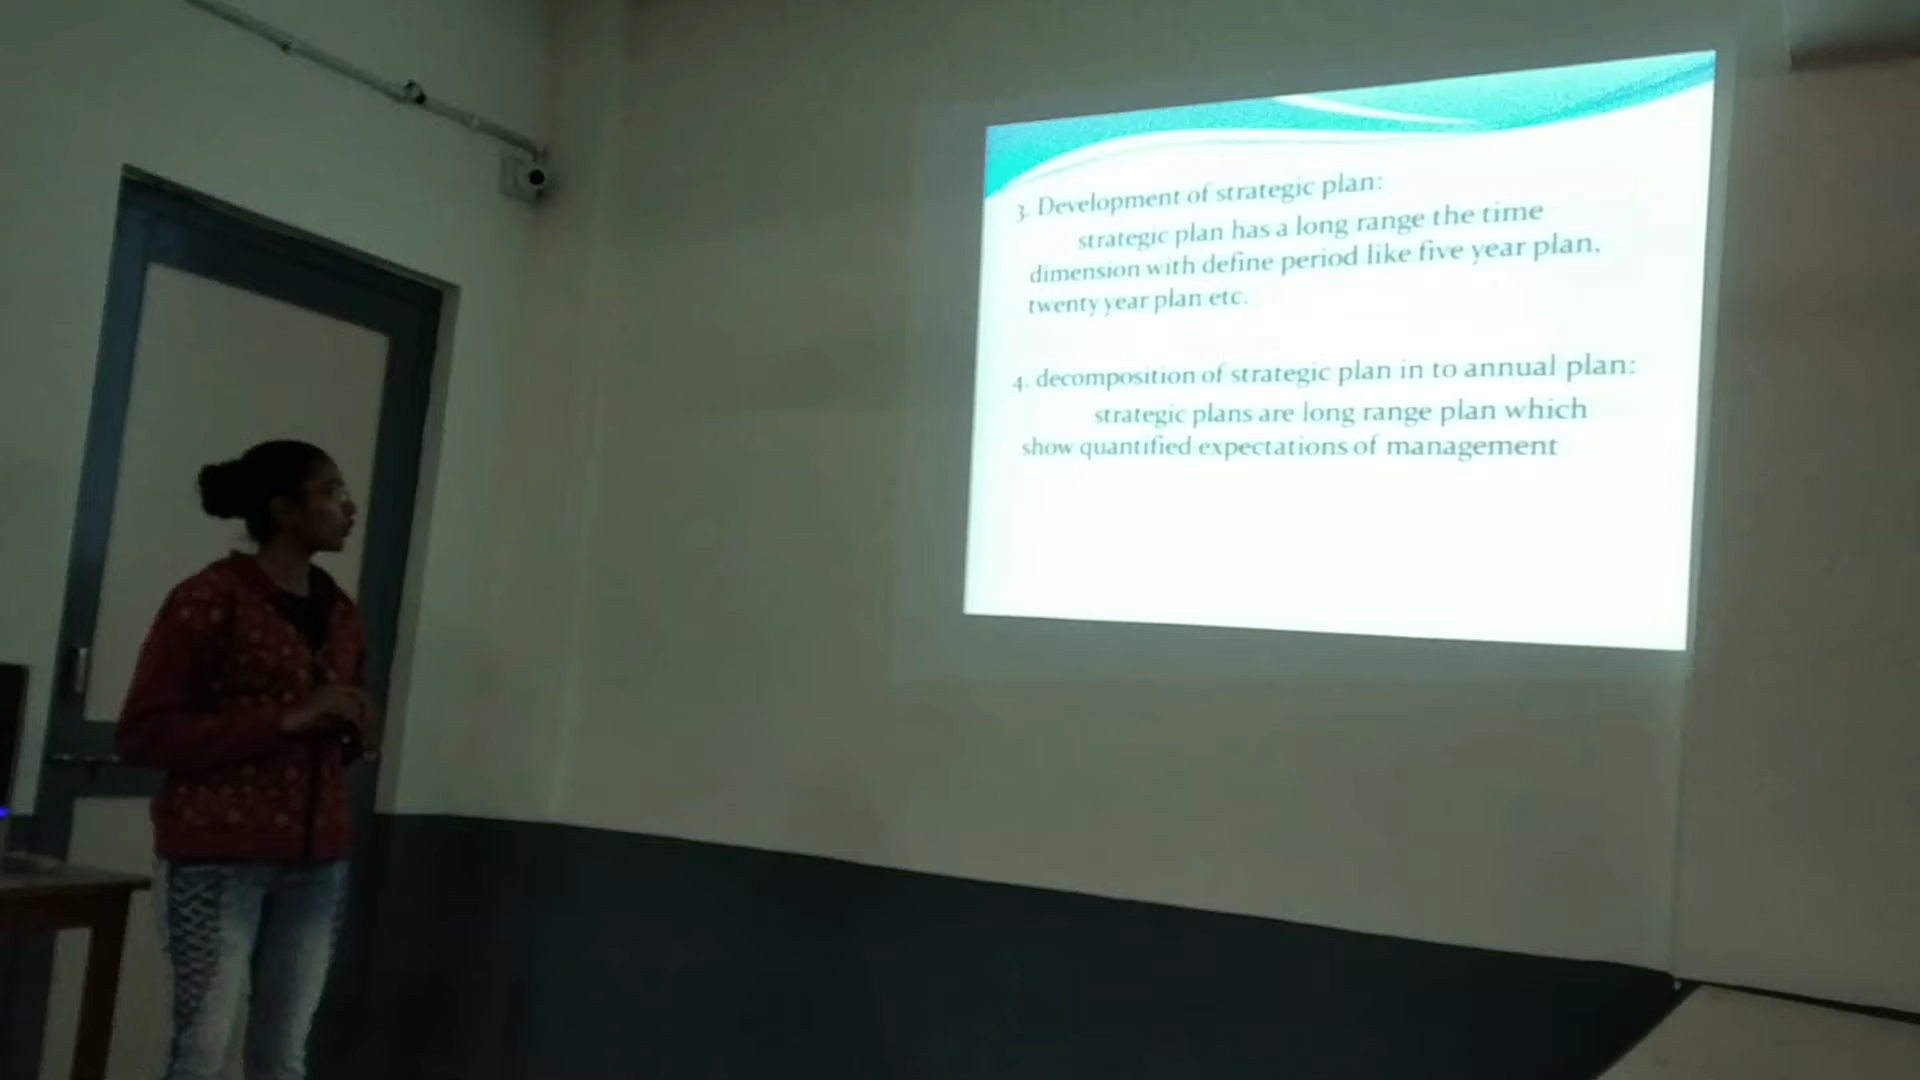 3. Development of strategic plan:
strategic plan has a long range the time
dimension with define period like five year plan,
twenty year plan etc.
4. decomposition of strategic plan in to annual plan:
strategic plans are long range plan which
show quantified expectations of management